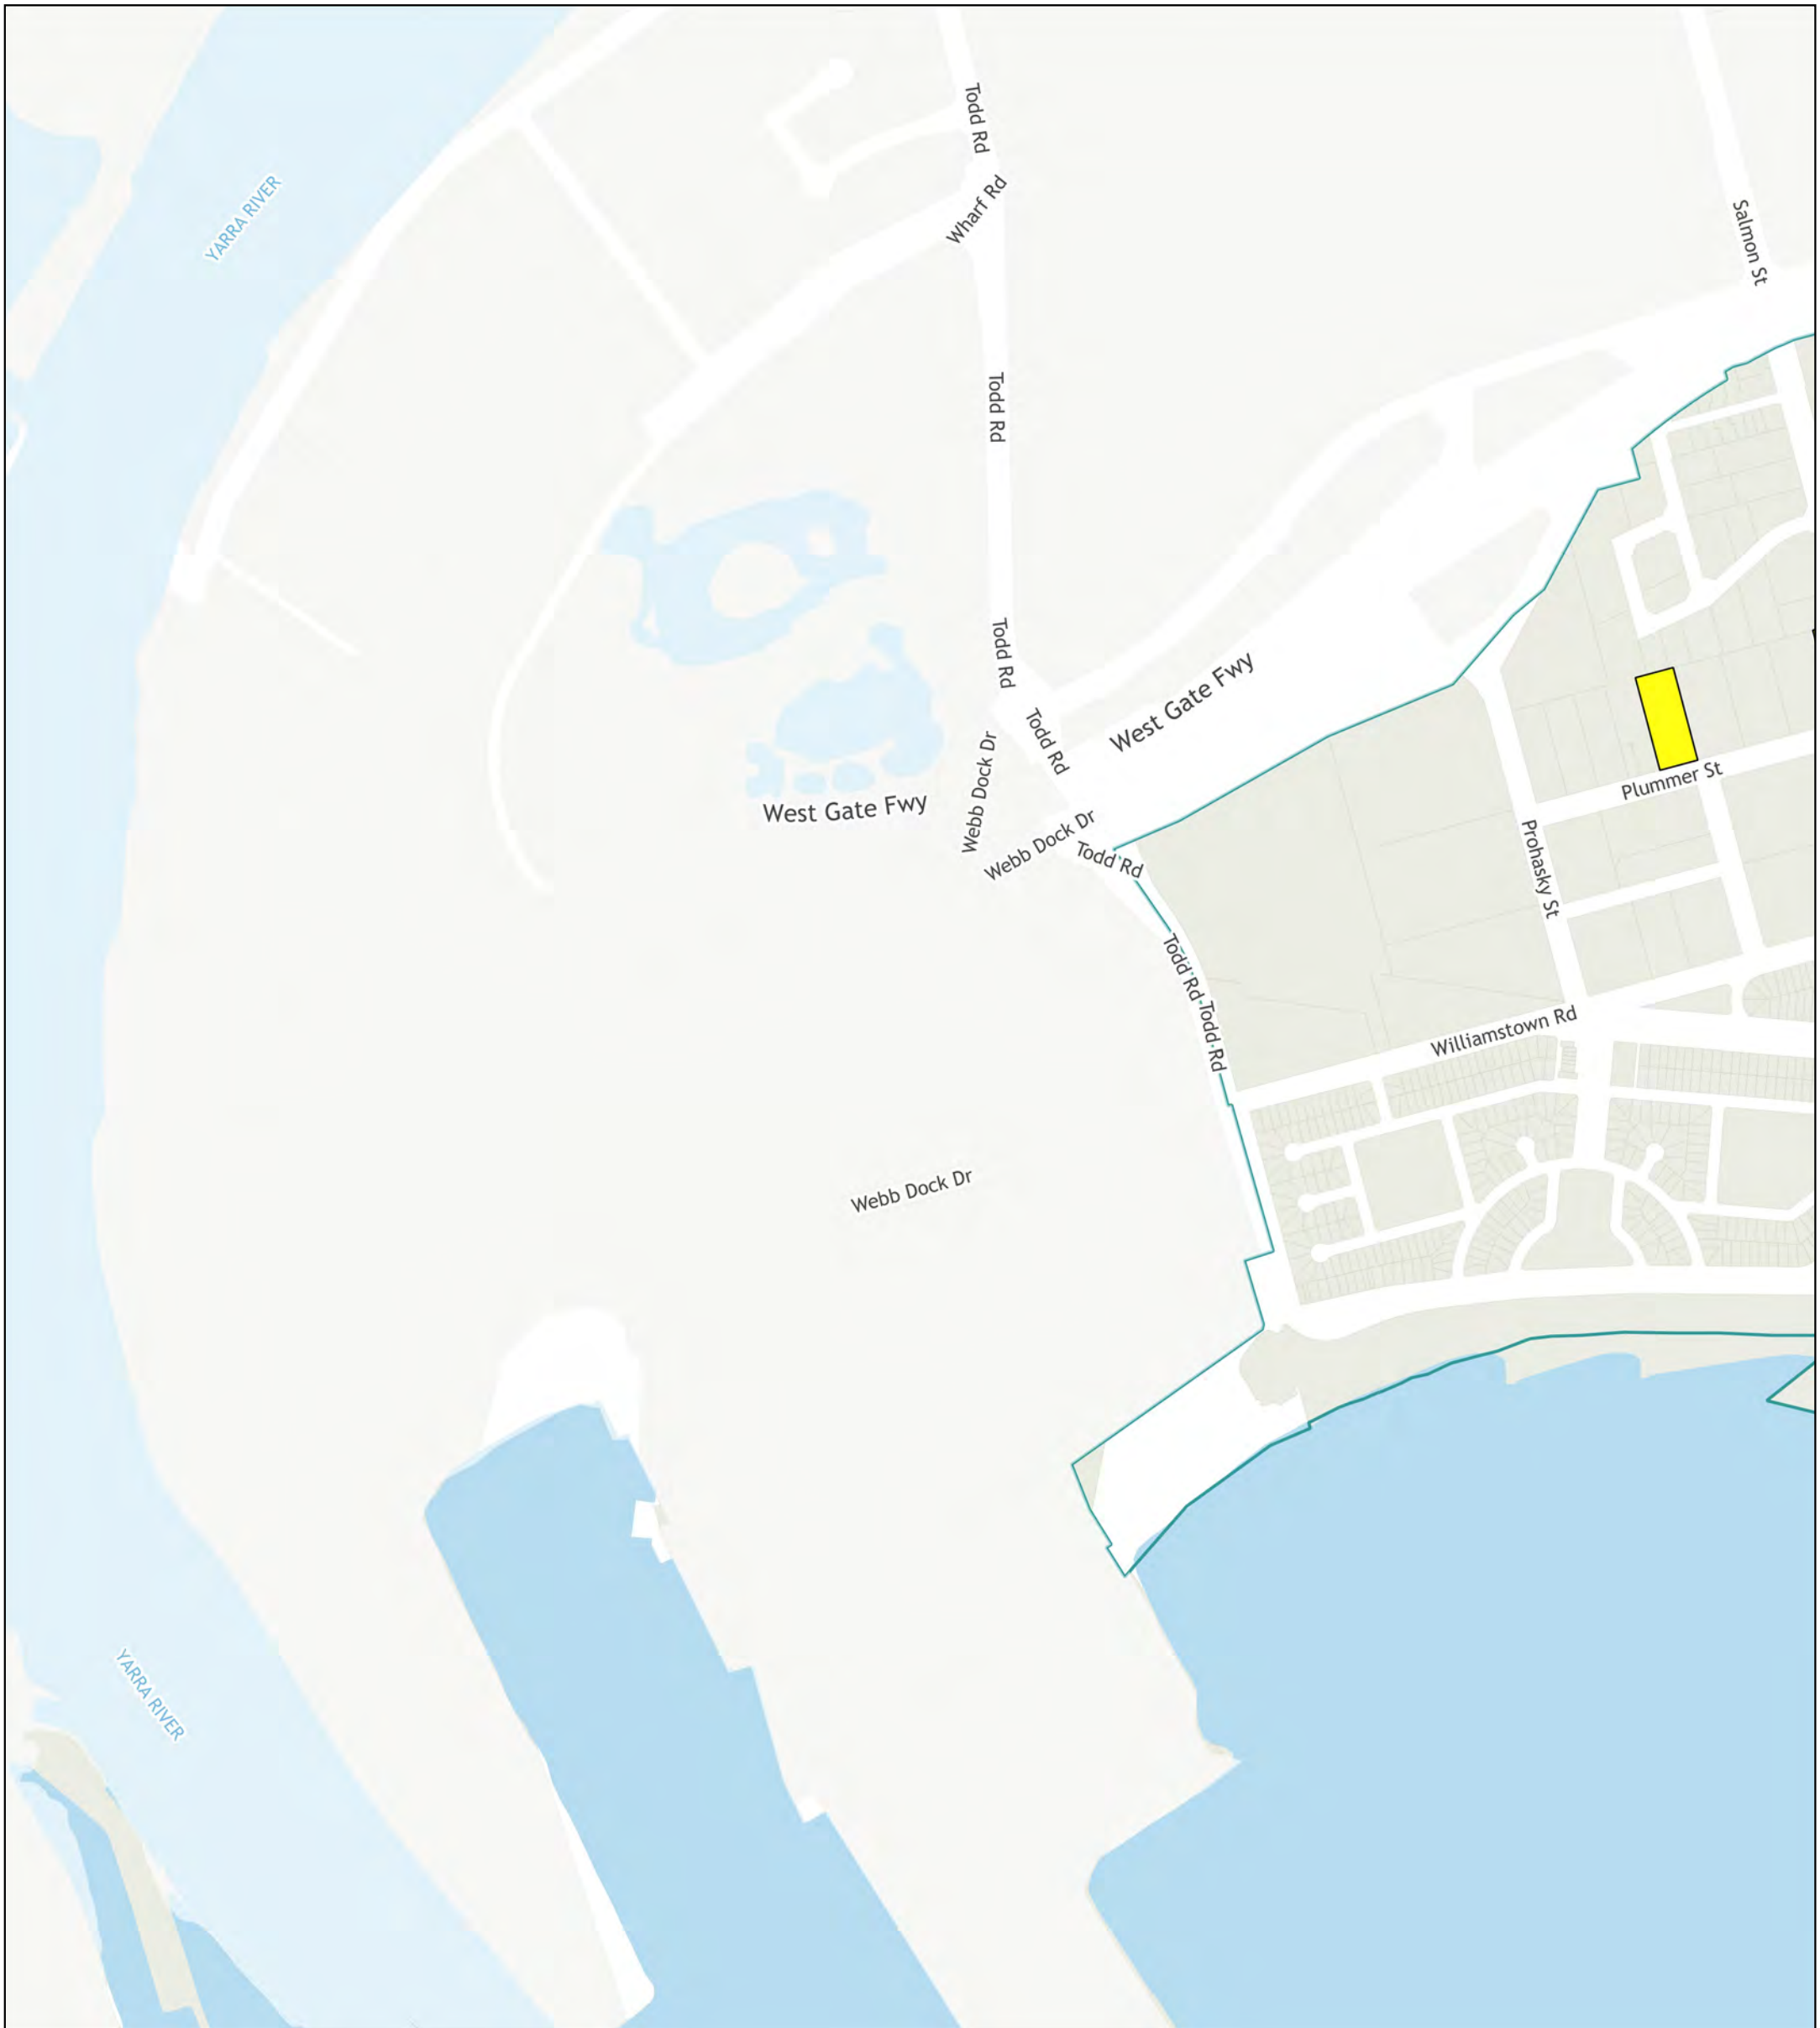 Todd Rd
YARRA RIVER
Wharf Rd
Salmon St
Todd Rd
Todd Rd
West Gate Fwy
Todd Rd
Webb Dock Dr
Plummer St
West Gate Fwy
Webb Dock Dr
Todd Rd
Prohasky St
Todd Rd
Todd Rd
Williamstown Rd
Webb Dock Dr
YARRA RIVER